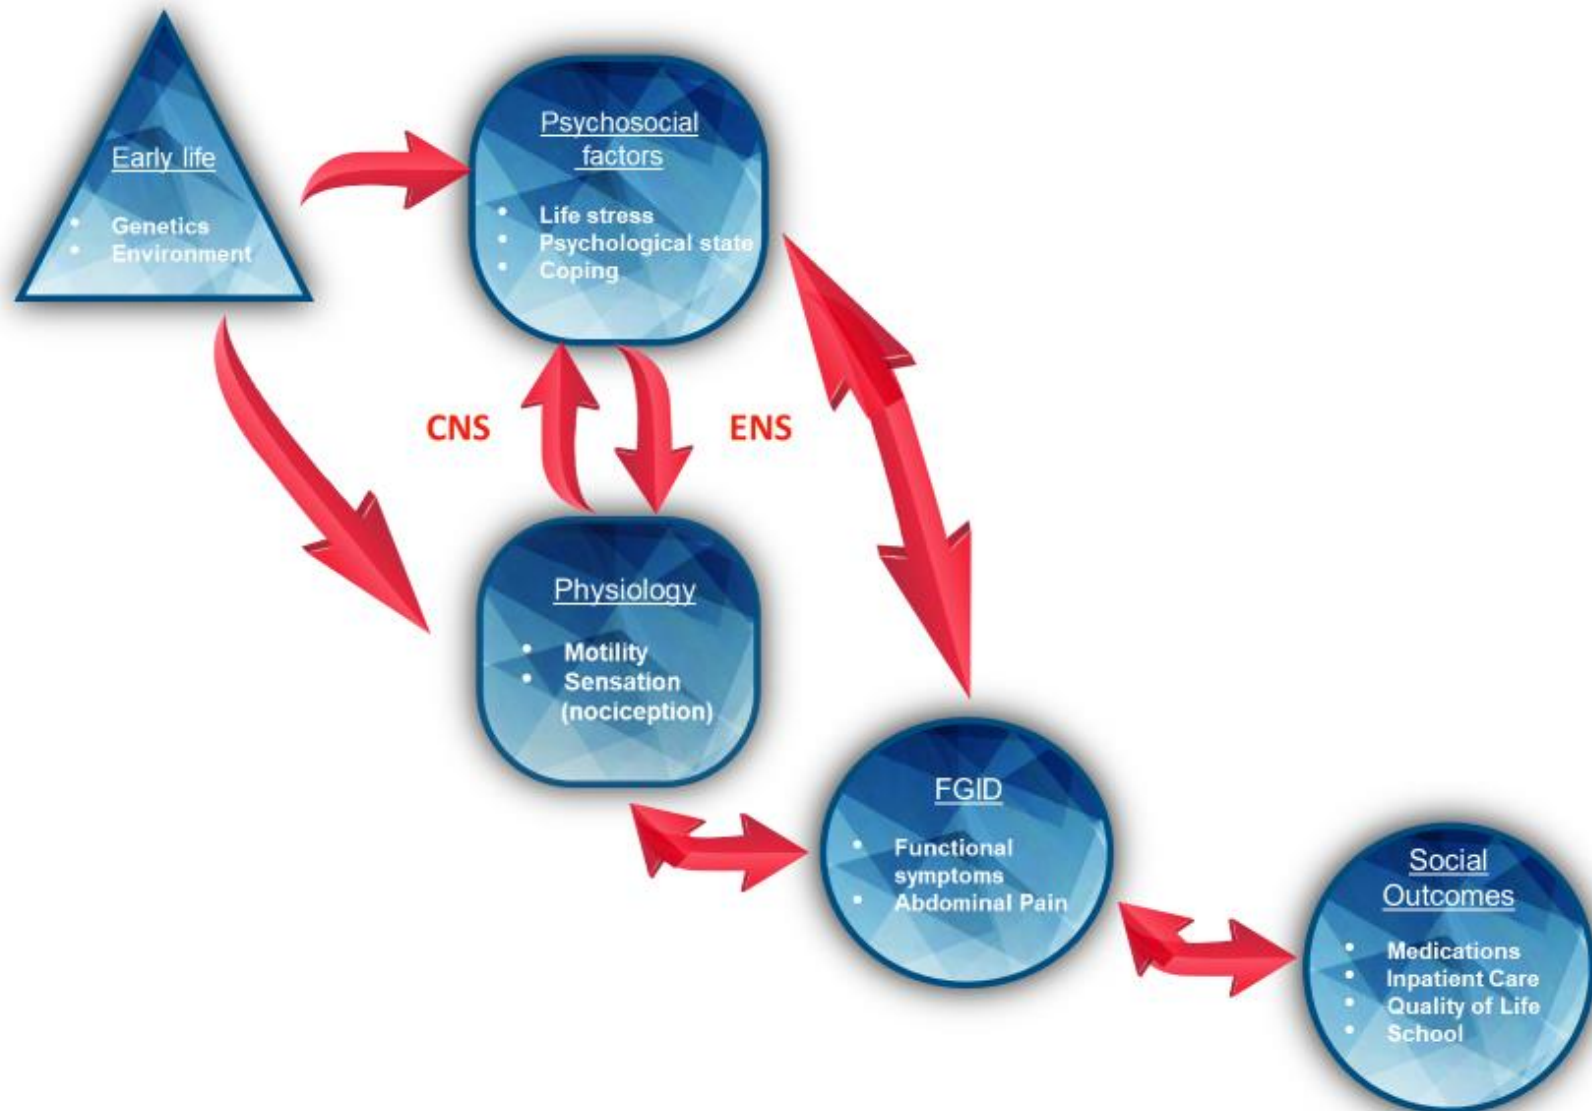 Early life
• Genetics
• Environment
Psychosocial
factors
• Life stress
• Psychological state
• Coping
CNS
ENS
Physiology
• Motility
• Sensation
(nociception)
FGID
• Functional
symptoms
• Abdominal Pain
Social
Outcomes
• Medications
• Inpatient Care
• Quality of Life
• School